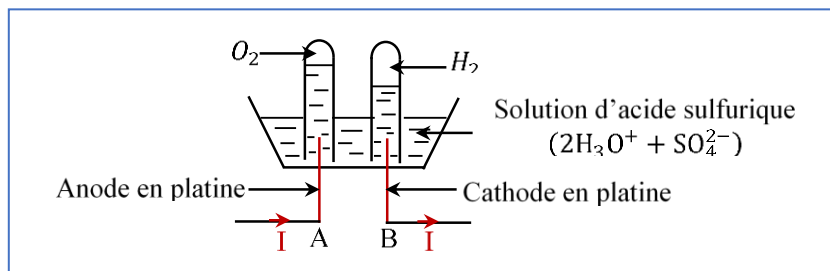 O₂
H₂
Solution d'acide sulfurique
(2H₃O⁺ + SO₄²⁻)
Anode en platine
Cathode en platine
I A B I